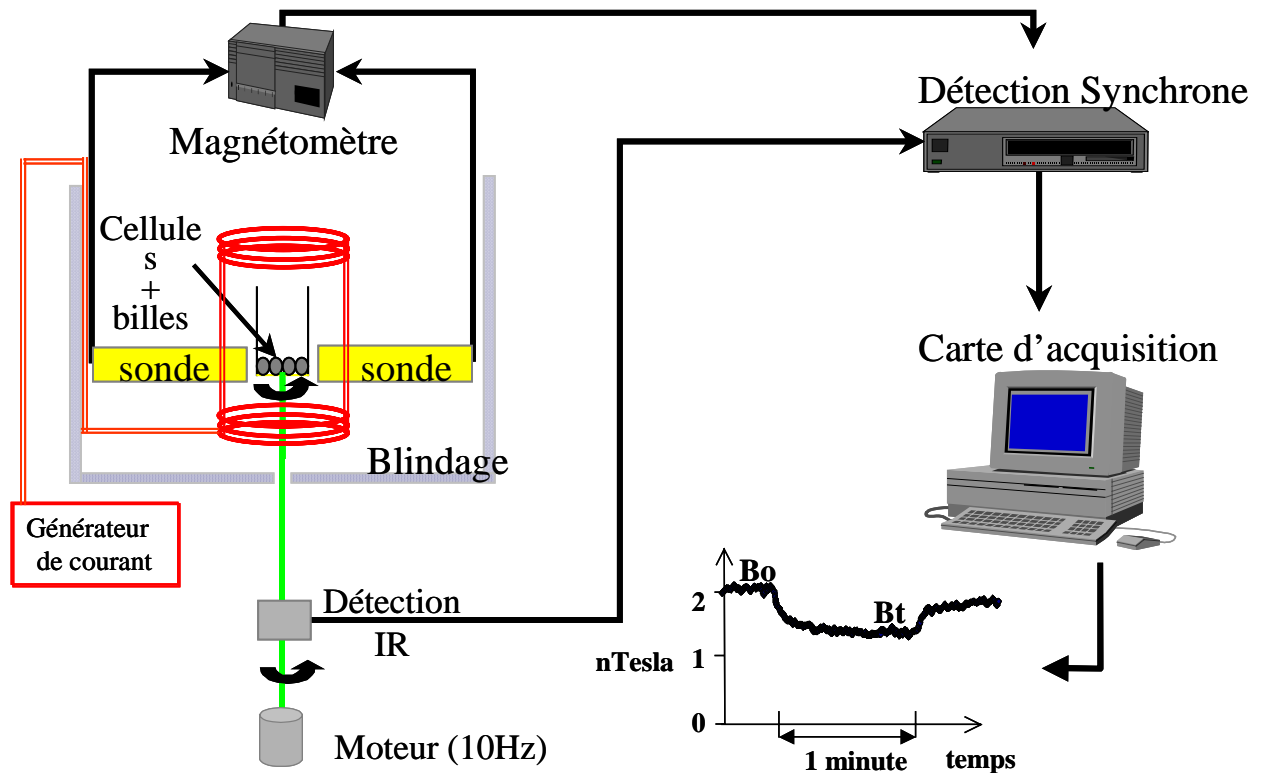 Détection Synchrone
Magnétomètre
Cellule
s
+
billes
sonde
sonde
Carte d’acquisition
Blindage
Générateur
de courant
Détection
IR
Moteur (10Hz)
Bo
2
Bt
nTesla
1
0
1 minute
temps